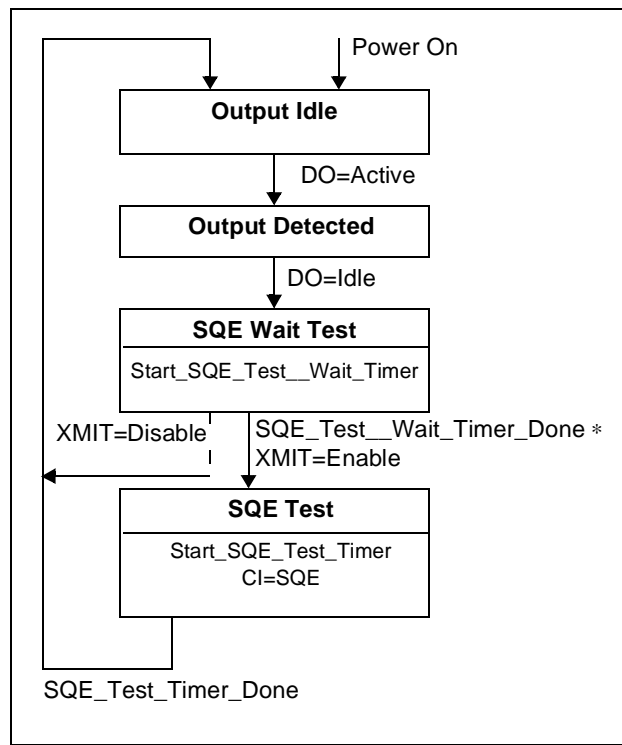 Power On
Output Idle
DO=Active
Output Detected
DO=Idle
SQE Wait Test
Start_SQE_Test__Wait_Timer
XMIT=Disable
SQE_Test__Wait_Timer_Done *
XMIT=Enable
SQE Test
Start_SQE_Test_Timer
CI=SQE
SQE_Test_Timer_Done